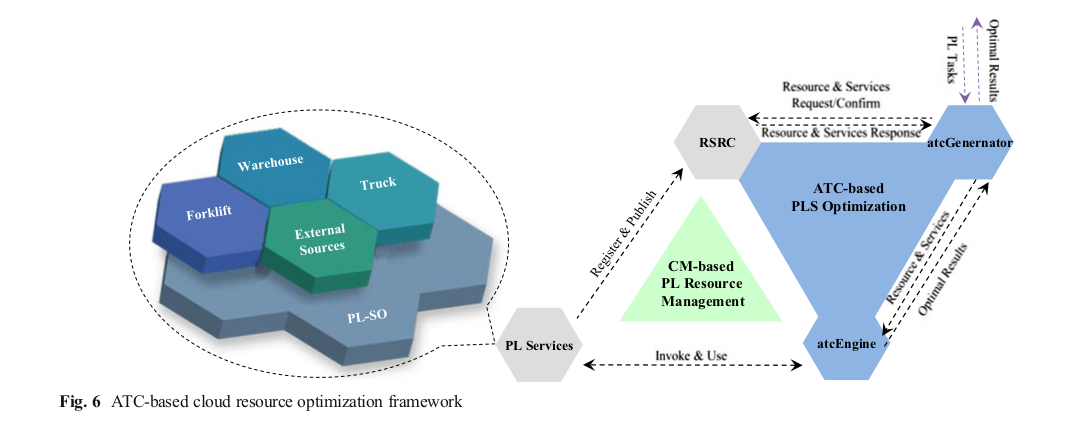 PL Tasks
Optimal Results
Resource & Services
Request/Confirm
Resource & Services Response
RSRC
atcGenernator
Warehouse
Truck
Forklift
External
Sources
PL-SO
ATC-based
PLS Optimization
Register & Publish
CM-based
PL Resource
Management
Resource & Services
Optimal Results
PL Services
Invoke & Use
atcEngine
Fig. 6 ATC-based cloud resource optimization framework